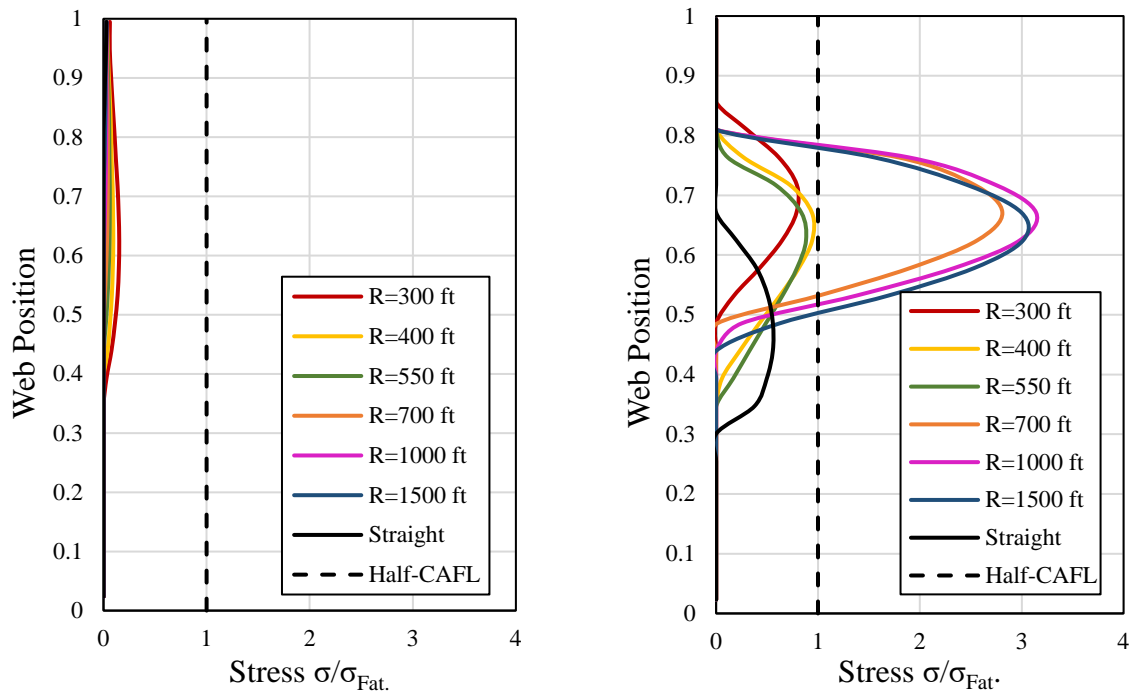 1
0.9
0.8
0.7
0.6
0.5
0.4
0.3
0.2
0.1
0
Web Position
R=300 ft
R=400 ft
R=550 ft
R=700 ft
R=1000 ft
R=1500 ft
Straight
Half-CAFL
0 1 2 3 4
Stress σ/σFat.
1
0.9
0.8
0.7
0.6
0.5
0.4
0.3
0.2
0.1
0
Web Position
R=300 ft
R=400 ft
R=550 ft
R=700 ft
R=1000 ft
R=1500 ft
Straight
Half-CAFL
0 1 2 3 4
Stress σ/σFat.